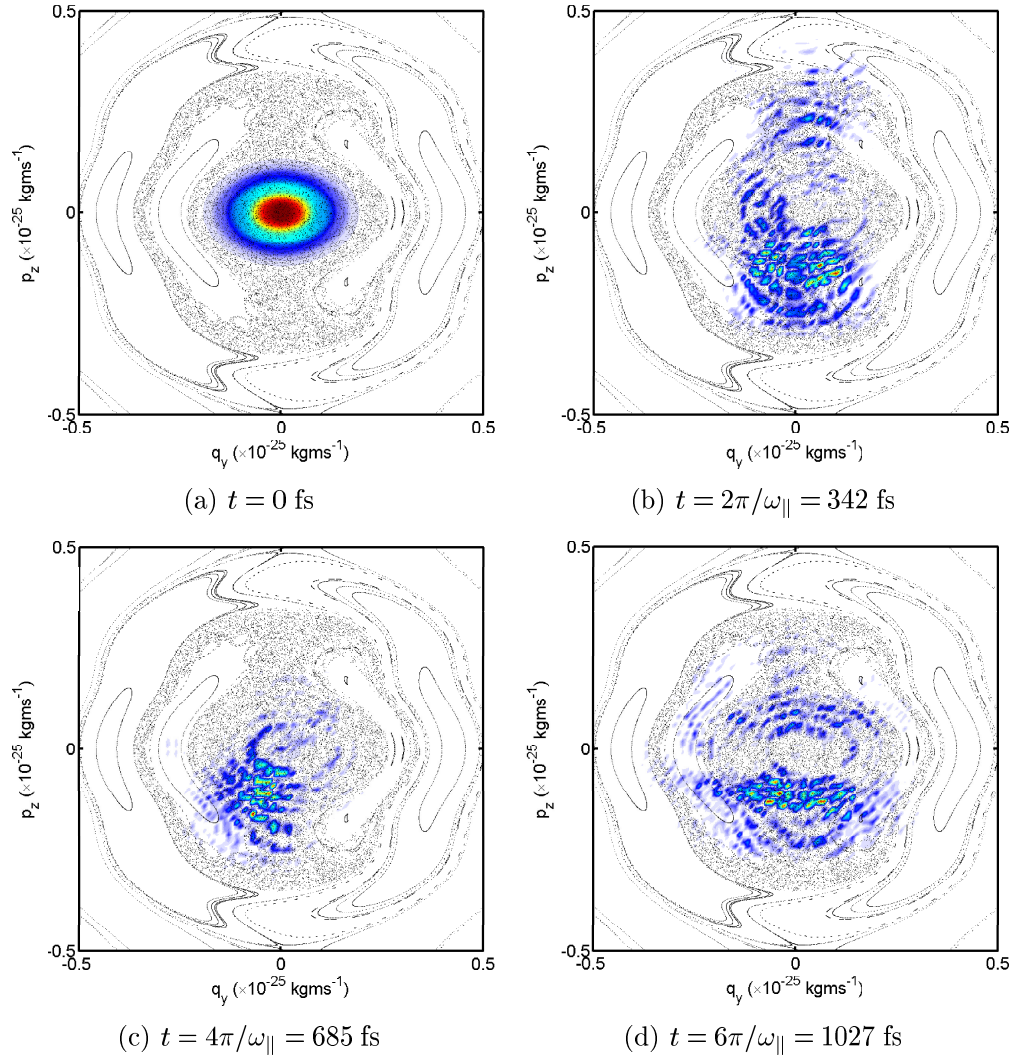 0.5
0
-0.5
p_z (×10^-25 kgms^-1)
-0.5 0 0.5
q_y (×10^-25 kgms^-1)
(a) t = 0 fs
0.5
0
-0.5
p_z (×10^-25 kgms^-1)
-0.5 0 0.5
q_y (×10^-25 kgms^-1)
(b) t = 2π/ω_∥ = 342 fs
0.5
0
-0.5
p_z (×10^-25 kgms^-1)
-0.5 0 0.5
q_y (×10^-25 kgms^-1)
(c) t = 4π/ω_∥ = 685 fs
0.5
0
-0.5
p_z (×10^-25 kgms^-1)
-0.5 0 0.5
q_y (×10^-25 kgms^-1)
(d) t = 6π/ω_∥ = 1027 fs